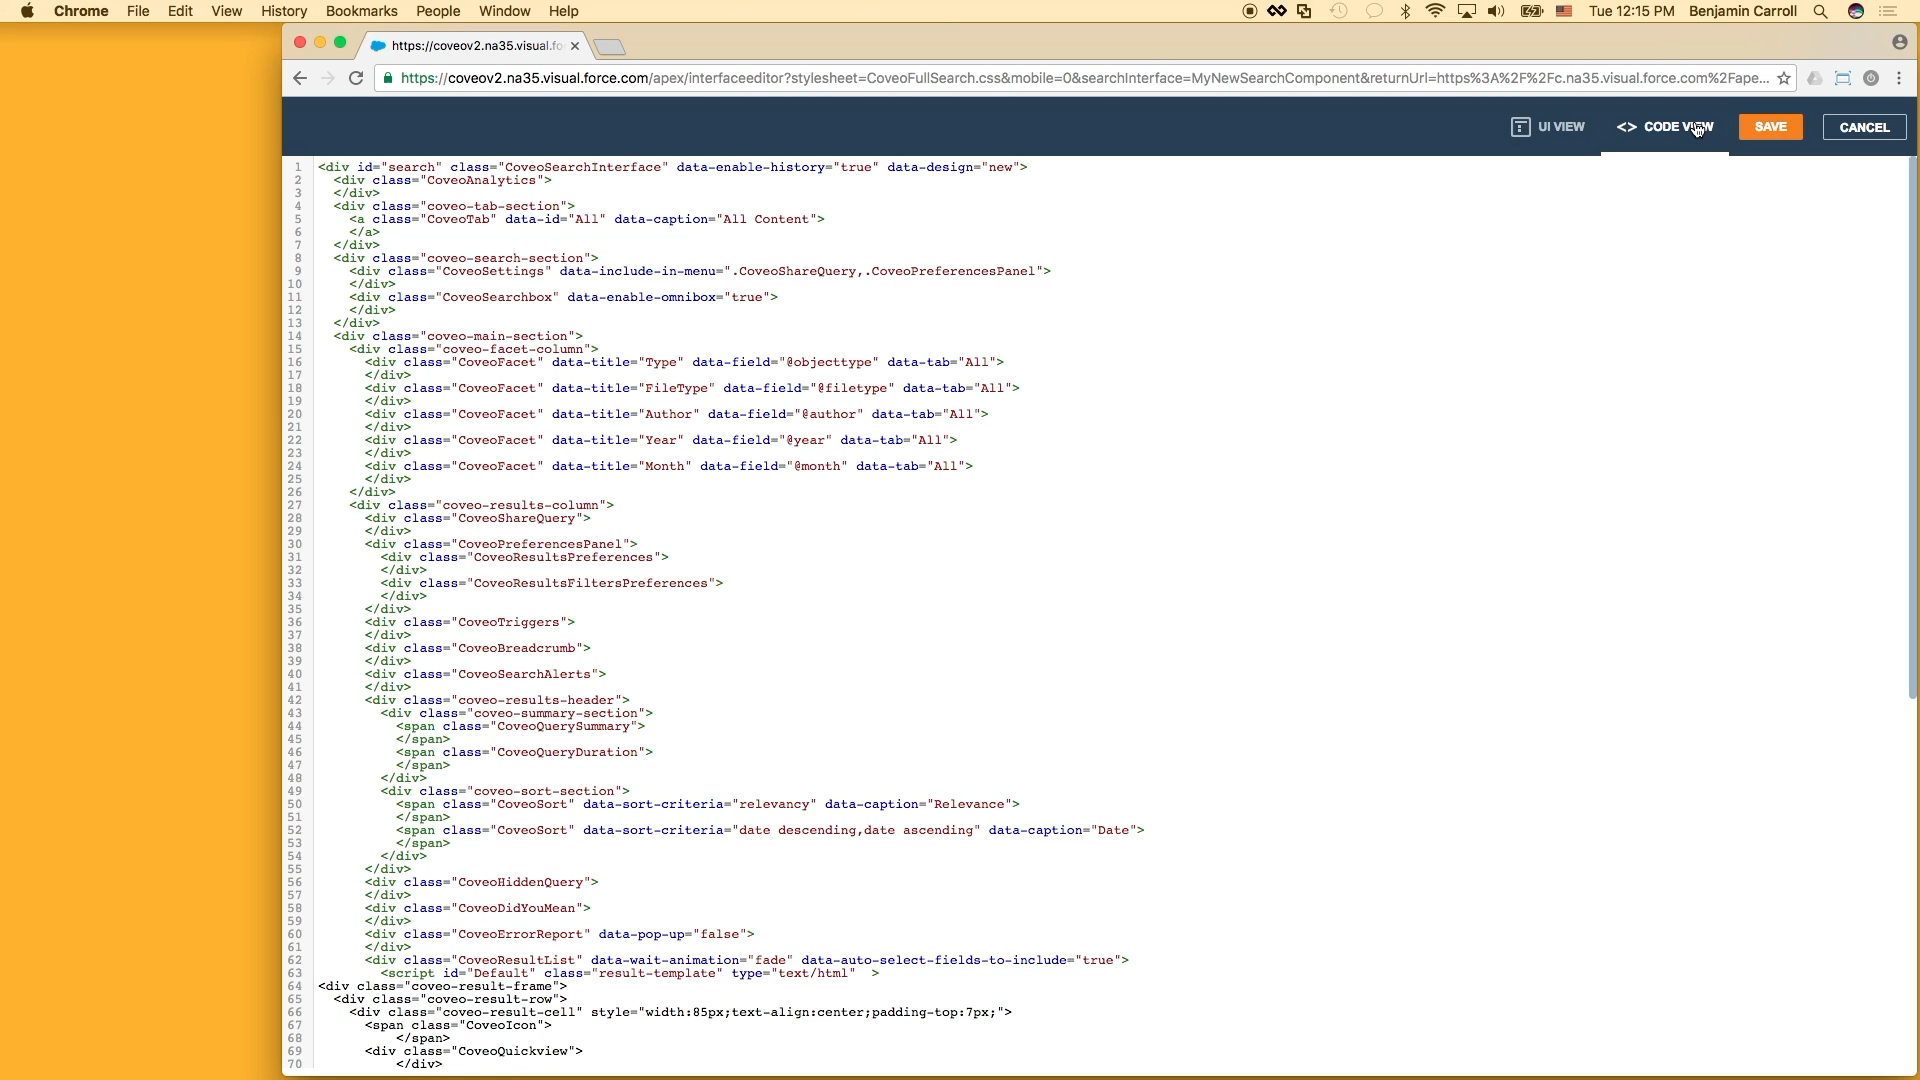 Chrome File Edit View History Bookmarks People Window Help Tue 12:15 PM Benjamin Carroll
https://coveov2.na35.visual.fo
https://coveov2.na35.visual.force.com/apex/interfaceeditor?stylesheet=CoveoFullSearch.css&mobile=0&searchInterface=MyNewSearchComponent&returnUrl=https%3A%2F%2Fc.na35.visual.force.com%2Fape...
UI VIEW <> CODE VIEW SAVE CANCEL
1 <div id="search" class="CoveoSearchInterface" data-enable-history="true" data-design="new">
2 <div class="CoveoAnalytics">
3 </div>
4 <div class="coveo-tab-section">
5 <a class="CoveoTab" data-id="All" data-caption="All Content">
6 </a>
7 </div>
8 <div class="coveo-search-section">
9 <div class="CoveoSettings" data-include-in-menu=".CoveoShareQuery,.CoveoPreferencesPanel">
10 </div>
11 <div class="CoveoSearchbox" data-enable-omnibox="true">
12 </div>
13 </div>
14 <div class="coveo-main-section">
15 <div class="coveo-facet-column">
16 <div class="CoveoFacet" data-title="Type" data-field="@objecttype" data-tab="All">
17 </div>
18 <div class="CoveoFacet" data-title="FileType" data-field="@filetype" data-tab="All">
19 </div>
20 <div class="CoveoFacet" data-title="Author" data-field="@author" data-tab="All">
21 </div>
22 <div class="CoveoFacet" data-title="Year" data-field="@year" data-tab="All">
23 </div>
24 <div class="CoveoFacet" data-title="Month" data-field="@month" data-tab="All">
25 </div>
26 </div>
27 <div class="coveo-results-column">
28 <div class="CoveoShareQuery">
29 </div>
30 <div class="CoveoPreferencesPanel">
31 <div class="CoveoResultsPreferences">
32 </div>
33 <div class="CoveoResultsFiltersPreferences">
34 </div>
35 </div>
36 <div class="CoveoTriggers">
37 </div>
38 <div class="CoveoBreadcrumb">
39 </div>
40 <div class="CoveoSearchAlerts">
41 </div>
42 <div class="coveo-results-header">
43 <div class="coveo-summary-section">
44 <span class="CoveoQuerySummary">
45 </span>
46 <span class="CoveoQueryDuration">
47 </span>
48 </div>
49 <div class="coveo-sort-section">
50 <span class="CoveoSort" data-sort-criteria="relevancy" data-caption="Relevance">
51 </span>
52 <span class="CoveoSort" data-sort-criteria="date descending,date ascending" data-caption="Date">
53 </span>
54 </div>
55 </div>
56 <div class="CoveoHiddenQuery">
57 </div>
58 <div class="CoveoDidYouMean">
59 </div>
60 <div class="CoveoErrorReport" data-pop-up="false">
61 </div>
62 <div class="CoveoResultList" data-wait-animation="fade" data-auto-select-fields-to-include="true">
63 <script id="Default" class="result-template" type="text/html" >
64 <div class="coveo-result-frame">
65 <div class="coveo-result-row">
66 <div class="coveo-result-cell" style="width:85px;text-align:center;padding-top:7px;">
67 <span class="CoveoIcon">
68 </span>
69 <div class="CoveoQuickview">
70 </div>